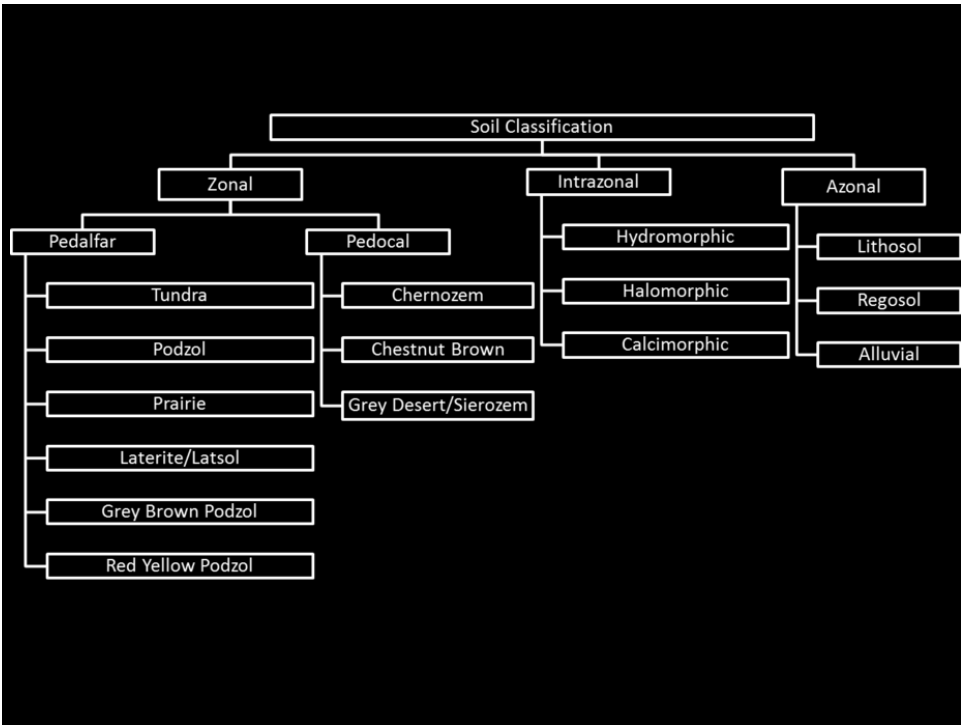 Soil Classification
Zonal
Intrazonal
Azonal
Pedalfar
Pedocal
Tundra
Podzol
Prairie
Laterite/Latsol
Grey Brown Podzol
Red Yellow Podzol
Chernozem
Chestnut Brown
Grey Desert/Sierozem
Hydromorphic
Halomorphic
Calcimorphic
Lithosol
Regosol
Alluvial